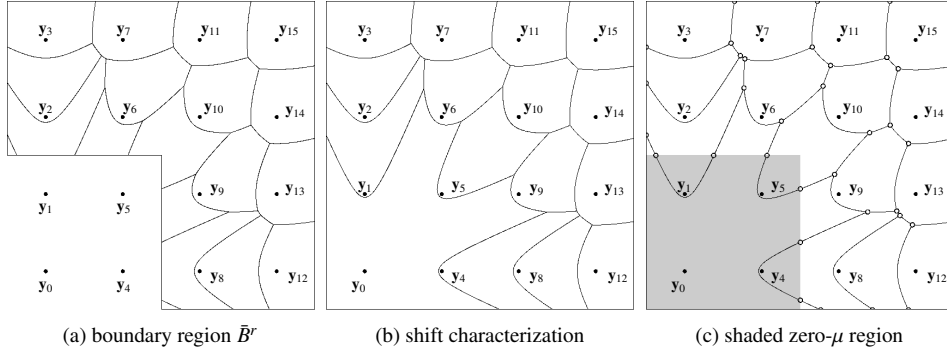 y3 y7 y11 y15
y2 y6 y10 y14
y1 y5 y9 y13
y0 y4 y8 y12
(a) boundary region B̄ʳ
y3 y7 y11 y15
y2 y6 y10 y14
y1 y5 y9 y13
y0 y4 y8 y12
(b) shift characterization
y3 y7 y11 y15
y2 y6 y10 y14
y1 y5 y9 y13
y0 y4 y8 y12
(c) shaded zero-μ region